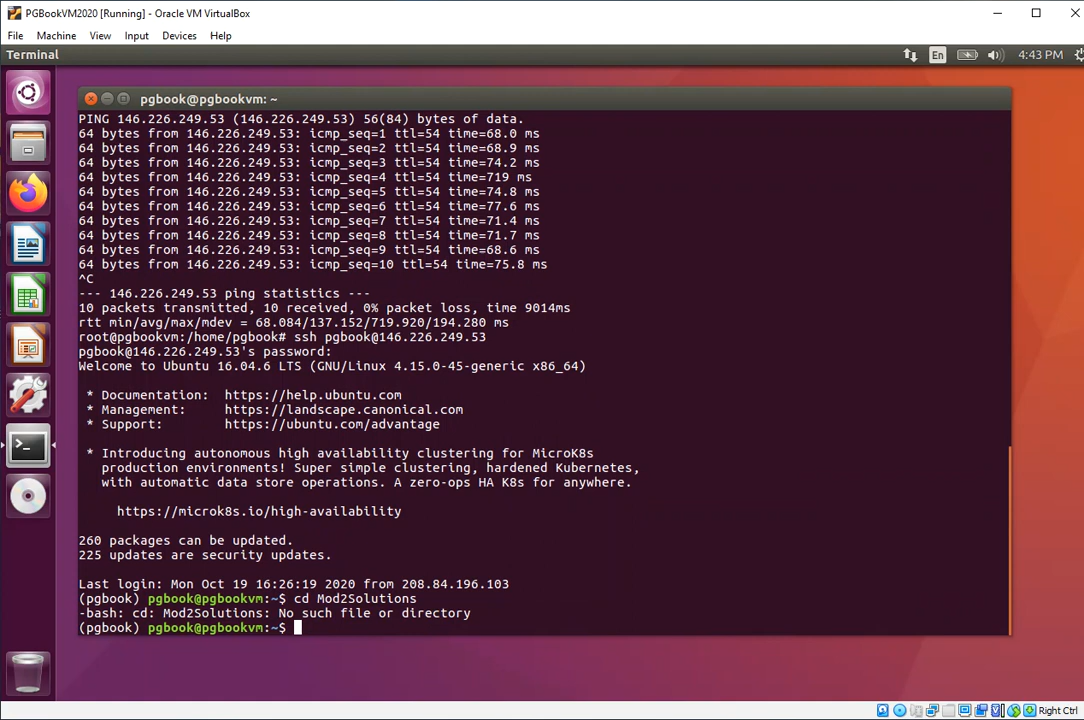 PGBookVM2020 [Running] - Oracle VM VirtualBox
File Machine View Input Devices Help
Terminal En 4:43 PM
pgbook@pgbookvm: ~
PING 146.226.249.53 (146.226.249.53) 56(84) bytes of data.
64 bytes from 146.226.249.53: icmp_seq=1 ttl=54 time=68.0 ms
64 bytes from 146.226.249.53: icmp_seq=2 ttl=54 time=68.9 ms
64 bytes from 146.226.249.53: icmp_seq=3 ttl=54 time=74.2 ms
64 bytes from 146.226.249.53: icmp_seq=4 ttl=54 time=719 ms
64 bytes from 146.226.249.53: icmp_seq=5 ttl=54 time=74.8 ms
64 bytes from 146.226.249.53: icmp_seq=6 ttl=54 time=77.6 ms
64 bytes from 146.226.249.53: icmp_seq=7 ttl=54 time=71.4 ms
64 bytes from 146.226.249.53: icmp_seq=8 ttl=54 time=71.7 ms
64 bytes from 146.226.249.53: icmp_seq=9 ttl=54 time=68.6 ms
64 bytes from 146.226.249.53: icmp_seq=10 ttl=54 time=75.8 ms
^C
--- 146.226.249.53 ping statistics ---
10 packets transmitted, 10 received, 0% packet loss, time 9014ms
rtt min/avg/max/mdev = 68.084/137.152/719.920/194.280 ms
root@pgbookvm:/home/pgbook# ssh pgbook@146.226.249.53
pgbook@146.226.249.53's password:
Welcome to Ubuntu 16.04.6 LTS (GNU/Linux 4.15.0-45-generic x86_64)
* Documentation: https://help.ubuntu.com
* Management: https://landscape.canonical.com
* Support: https://ubuntu.com/advantage
* Introducing autonomous high availability clustering for MicroK8s
production environments! Super simple clustering, hardened Kubernetes,
with automatic data store operations. A zero-ops HA K8s for anywhere.
https://microk8s.io/high-availability
260 packages can be updated.
225 updates are security updates.
Last login: Mon Oct 19 16:26:19 2020 from 208.84.196.103
(pgbook) pgbook@pgbookvm:~$ cd Mod2Solutions
-bash: cd: Mod2Solutions: No such file or directory
(pgbook) pgbook@pgbookvm:~$
Right Ctrl